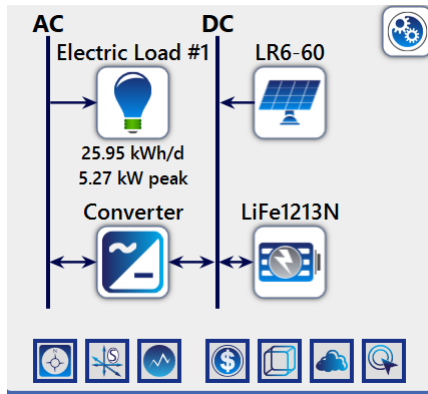 AC DC
Electric Load #1 LR6-60
25.95 kWh/d
5.27 kW peak
Converter LiFe1213N
S
$